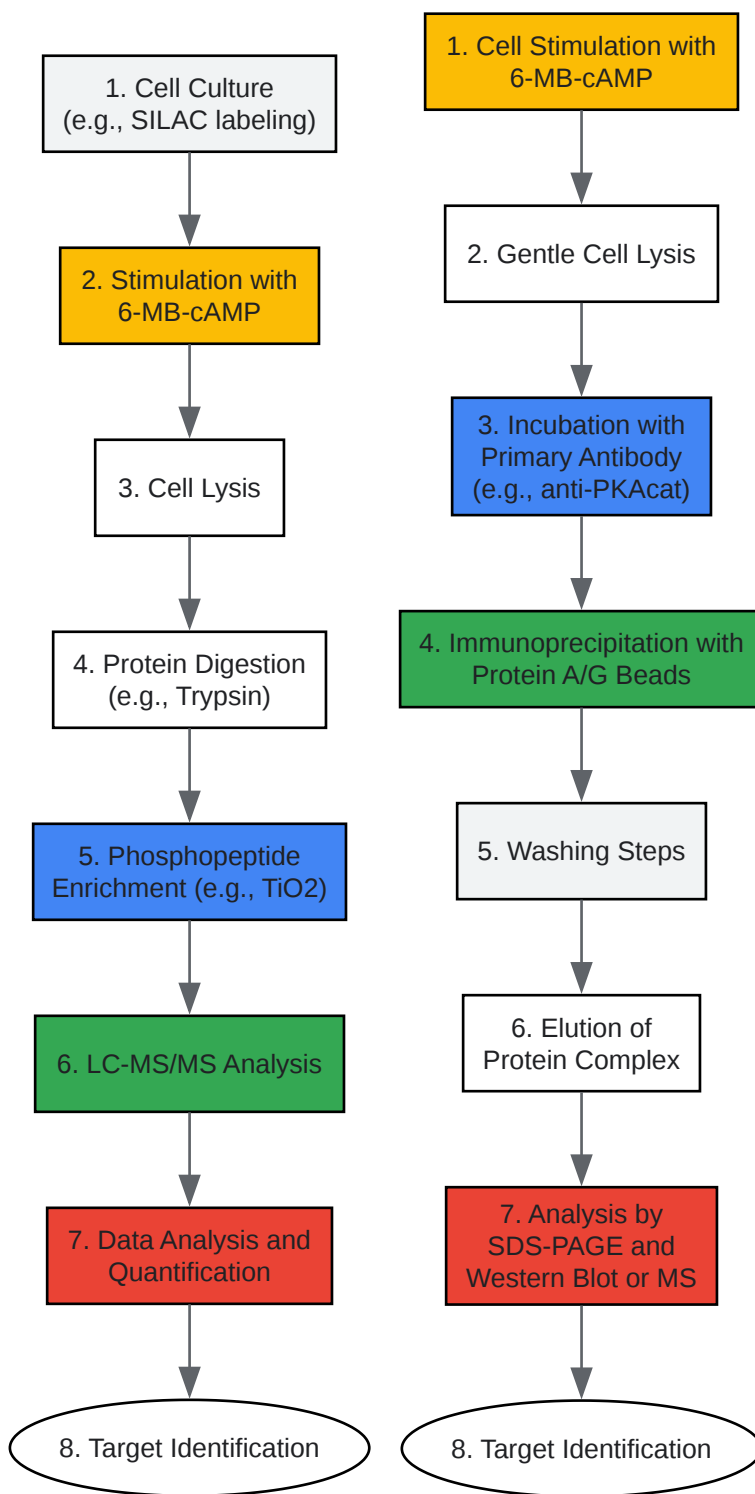 1. Cell Culture
(e.g., SILAC labeling)
2. Stimulation with
6-MB-cAMP
3. Cell Lysis
4. Protein Digestion
(e.g., Trypsin)
5. Phosphopeptide
Enrichment (e.g., TiO2)
6. LC-MS/MS Analysis
7. Data Analysis and
Quantification
8. Target Identification
1. Cell Stimulation with
6-MB-cAMP
2. Gentle Cell Lysis
3. Incubation with
Primary Antibody
(e.g., anti-PKAcat)
4. Immunoprecipitation with
Protein A/G Beads
5. Washing Steps
6. Elution of
Protein Complex
7. Analysis by
SDS-PAGE and
Western Blot or MS
8. Target Identification